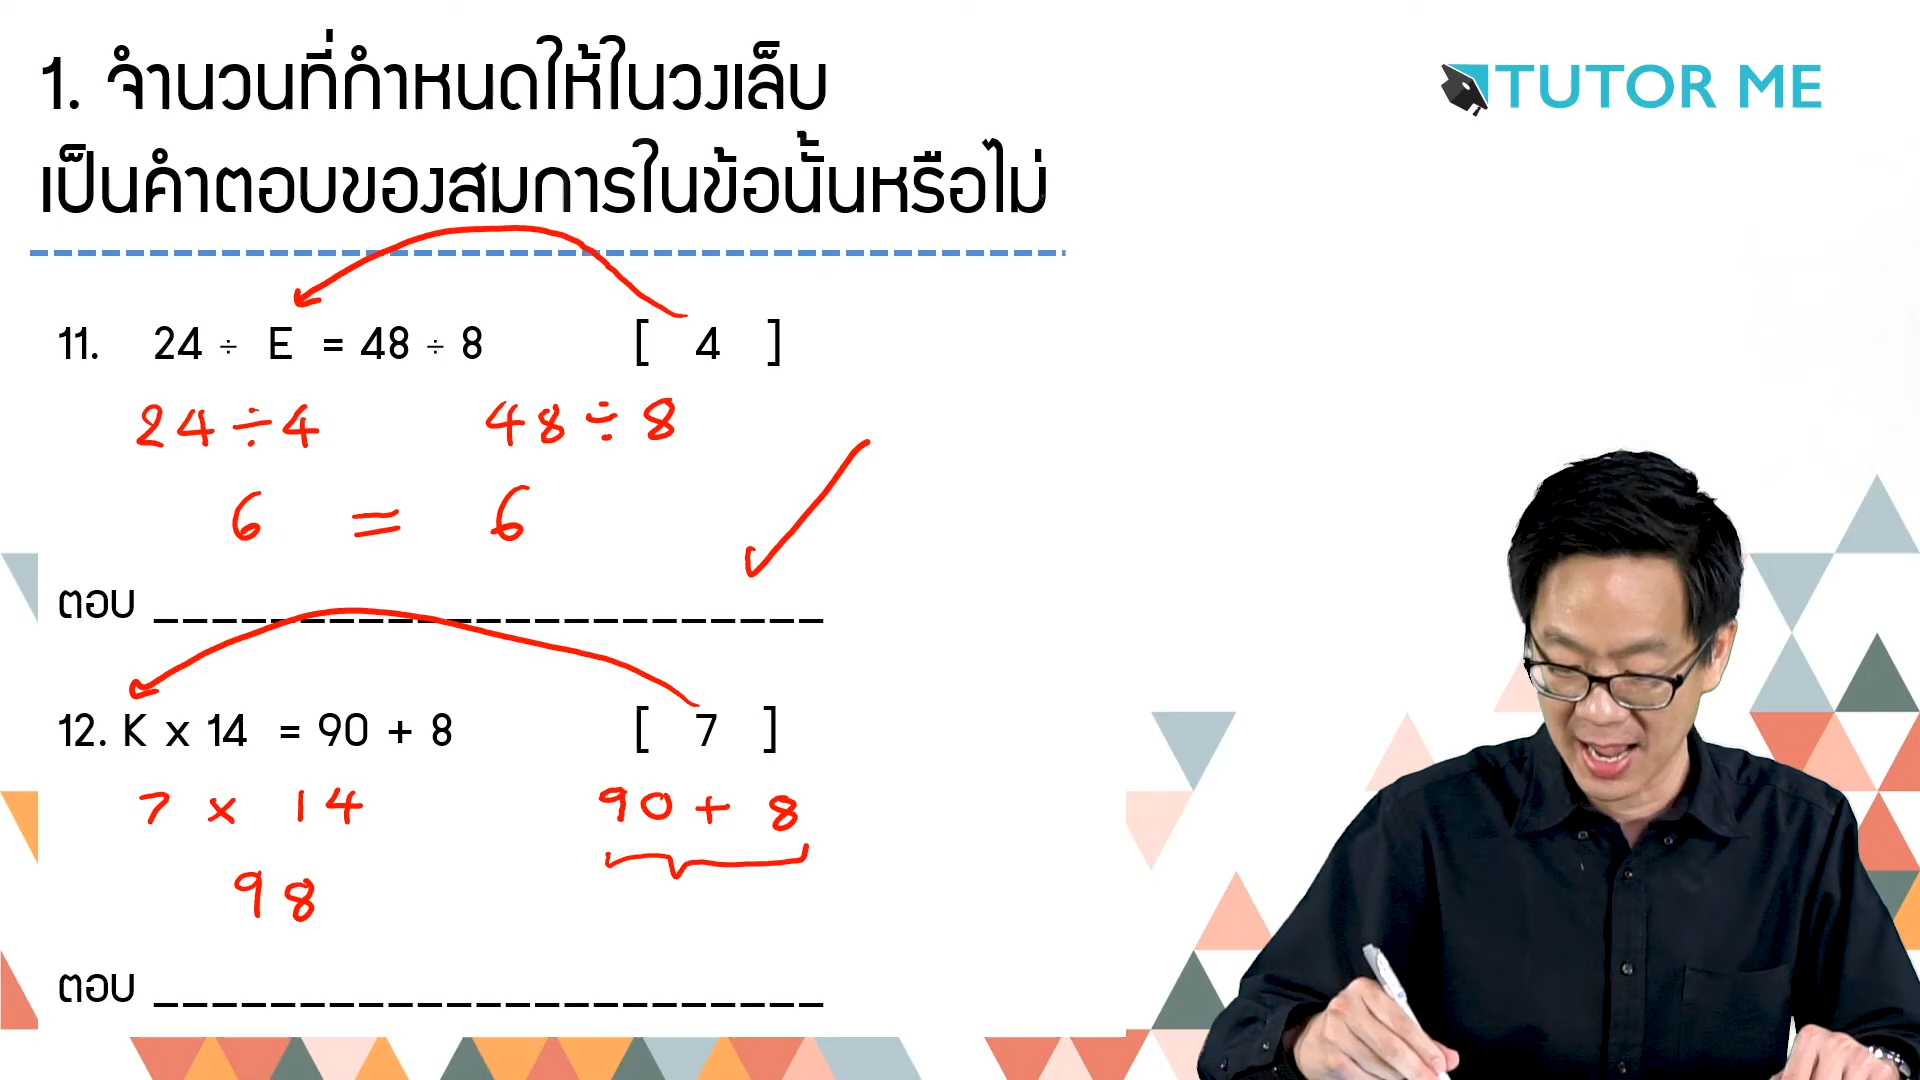 1. จำนวนที่กำหนดให้ในวงเล็บ
TUTOR ME
เป็นคำตอบของสมการในข้อนั้นหรือไม่
11. 24 ÷ E = 48 ÷ 8 [ 4 ]
24 ÷ 4 48 ÷ 8
6 = 6
ตอบ _______________________
12. K x 14 = 90 + 8 [ 7 ]
7 x 14 90 + 8
98
ตอบ _______________________